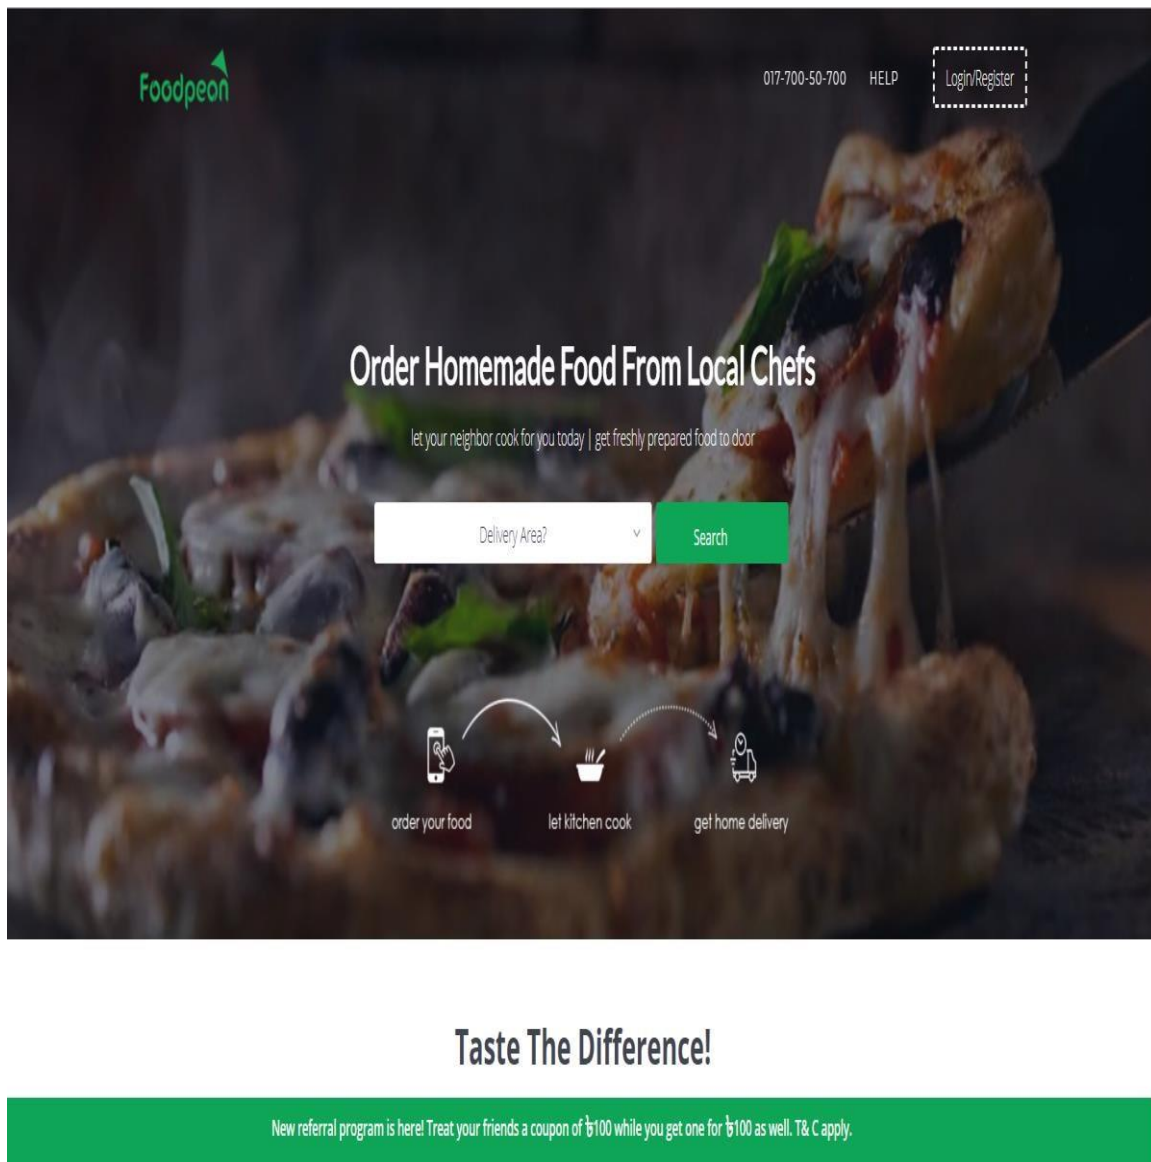 Foodpeon
017-700-50-700 HELP Login/Register
Order Homemade Food From Local Chefs
let your neighbor cook for you today | get freshly prepared food to door
Delivery Area? Search
order your food let kitchen cook get home delivery
Taste The Difference!
New referral program is here! Treat your friends a coupon of ৳100 while you get one for ৳100 as well. T& C apply.